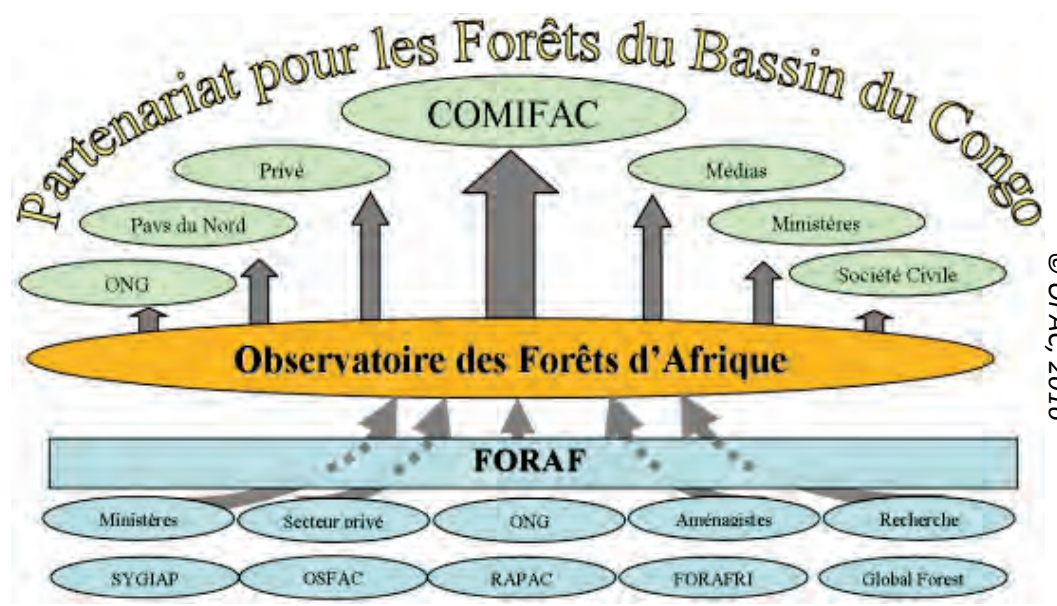 Partenariat pour les Forêts du Bassin du Congo
COMIFAC
Privé
Médias
Pays du Nord
Ministères
ONG
Société Civile
Observatoire des Forêts d'Afrique
FORAF
Ministères
Secteur privé
ONG
Aménagistes
Recherche
SYGIAP
OSFAC
RAPAC
FORAFRI
Global Forest